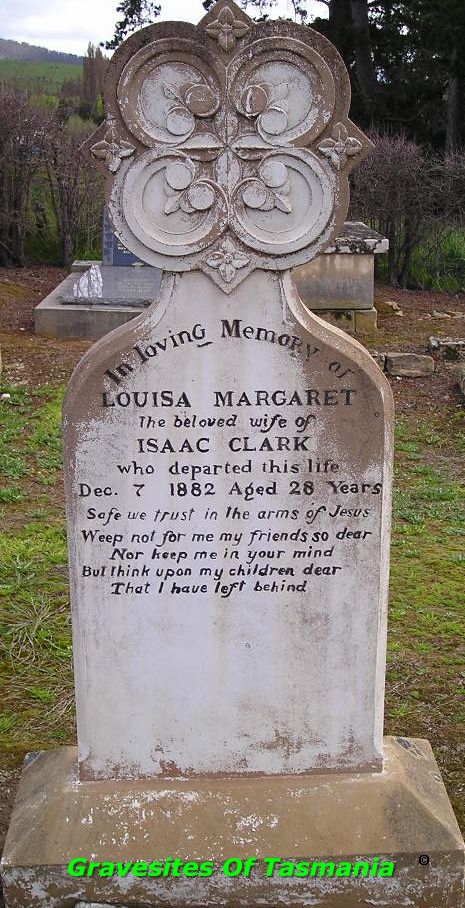 In loving Memory of
LOUISA MARGARET
The beloved wife of
ISAAC CLARK
who departed this life
Dec. 7 1882 Aged 28 Years
Safe we trust in the arms of Jesus
Weep not for me my friends so dear
Nor keep me in your mind
But think upon my children dear
That I have left behind
Gravesites Of Tasmania ©